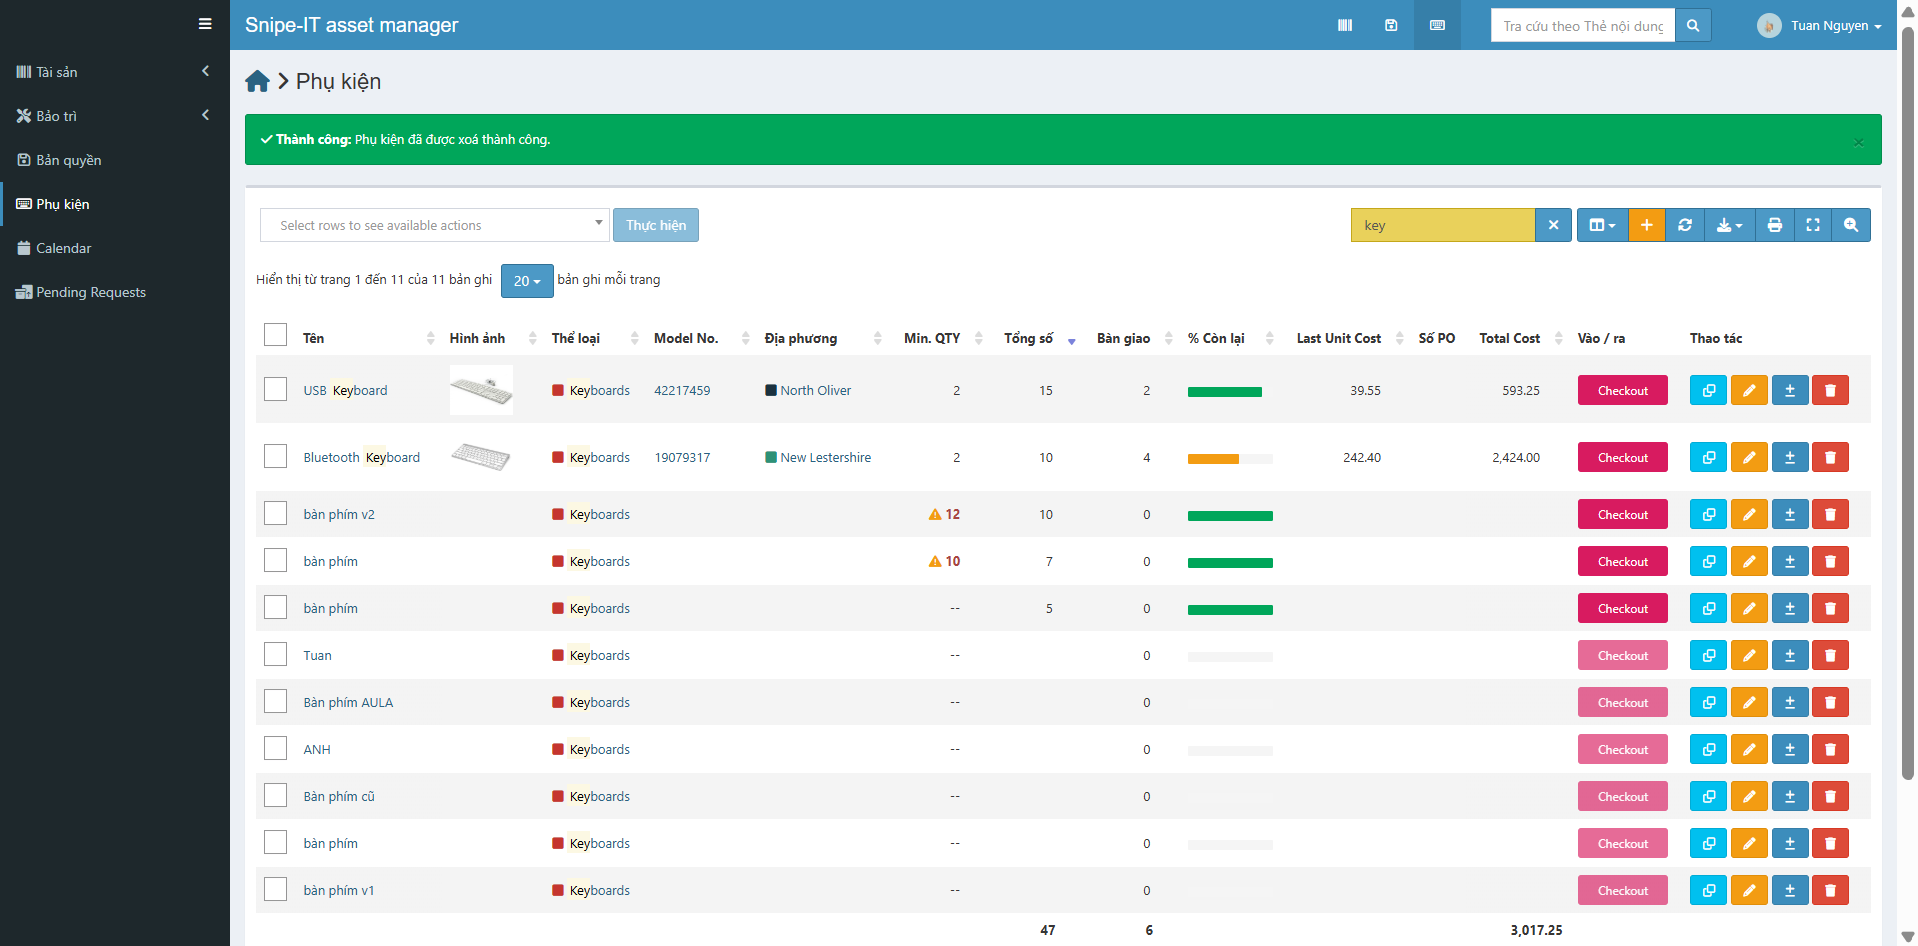 Snipe-IT asset manager
Tra cứu theo Thẻ nội dung
Tuan Nguyen
Tài sản
Bảo trì
Bản quyền
Phụ kiện
Calendar
Pending Requests
Phụ kiện
Thành công: Phụ kiện đã được xoá thành công.
×
Select rows to see available actions
Thực hiện
key
Hiển thị từ trang 1 đến 11 của 11 bản ghi 20 bản ghi mỗi trang
Tên Hình ảnh Thể loại Model No. Địa phương Min. QTY Tổng số Bàn giao % Còn lại Last Unit Cost Số PO Total Cost Vào / ra Thao tác
USB Keyboard Keyboards 42217459 North Oliver 2 15 2 39.55 593.25 Checkout
Bluetooth Keyboard Keyboards 19079317 New Lestershire 2 10 4 242.40 2,424.00 Checkout
bàn phím v2 Keyboards 12 10 0 Checkout
bàn phím Keyboards 10 7 0 Checkout
bàn phím Keyboards -- 5 0 Checkout
Tuan Keyboards -- 0 Checkout
Bàn phím AULA Keyboards -- 0 Checkout
ANH Keyboards -- 0 Checkout
Bàn phím cũ Keyboards -- 0 Checkout
bàn phím Keyboards -- 0 Checkout
bàn phím v1 Keyboards -- 0 Checkout
47 6 3,017.25